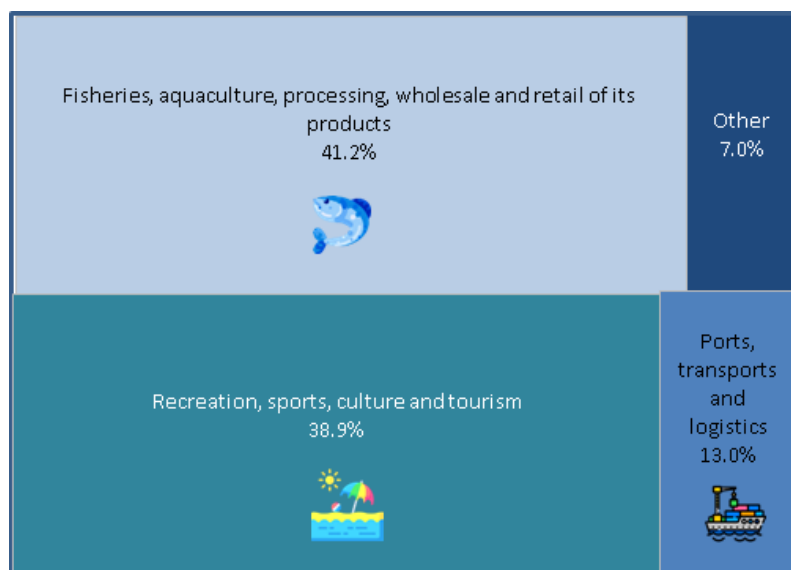 Fisheries, aquaculture, processing, wholesale and retail of its
products
41.2%
Other
7.0%
Recreation, sports, culture and tourism
38.9%
Ports,
transports
and
logistics
13.0%